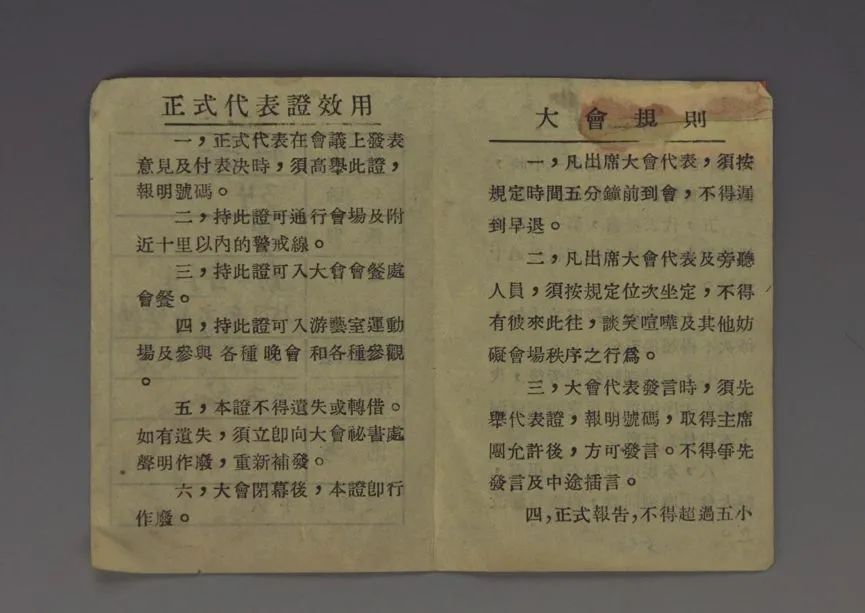 正式代表證效用
一，正式代表在會議上發表
意見及付表决時，須高舉此證，
報明號碼。
二，持此證可通行會場及附
近十里以內的警戒線。
三，持此證可入大會會餐處
會餐。
四，持此證可入游藝室運動
場及參與各種晚會和各種參觀
。
五，本證不得遺失或轉借。
如有遺失，須立卽向大會祕書處
聲明作廢，重新補發。
六，大會閉幕後，本證卽行
作廢。
大會規則
一，凡出席大會代表，須按
規定時間五分鐘前到會，不得遲
到早退。
二，凡出席大會代表及旁聽
人員，須按規定位次坐定，不得
有彼來此往，談笑喧嘩及其他妨
礙會場秩序之行爲。
三，大會代表發言時，須先
舉代表證，報明號碼，取得主席
團允許後，方可發言。不得爭先
發言及中途插言。
四，正式報告，不得超過五小